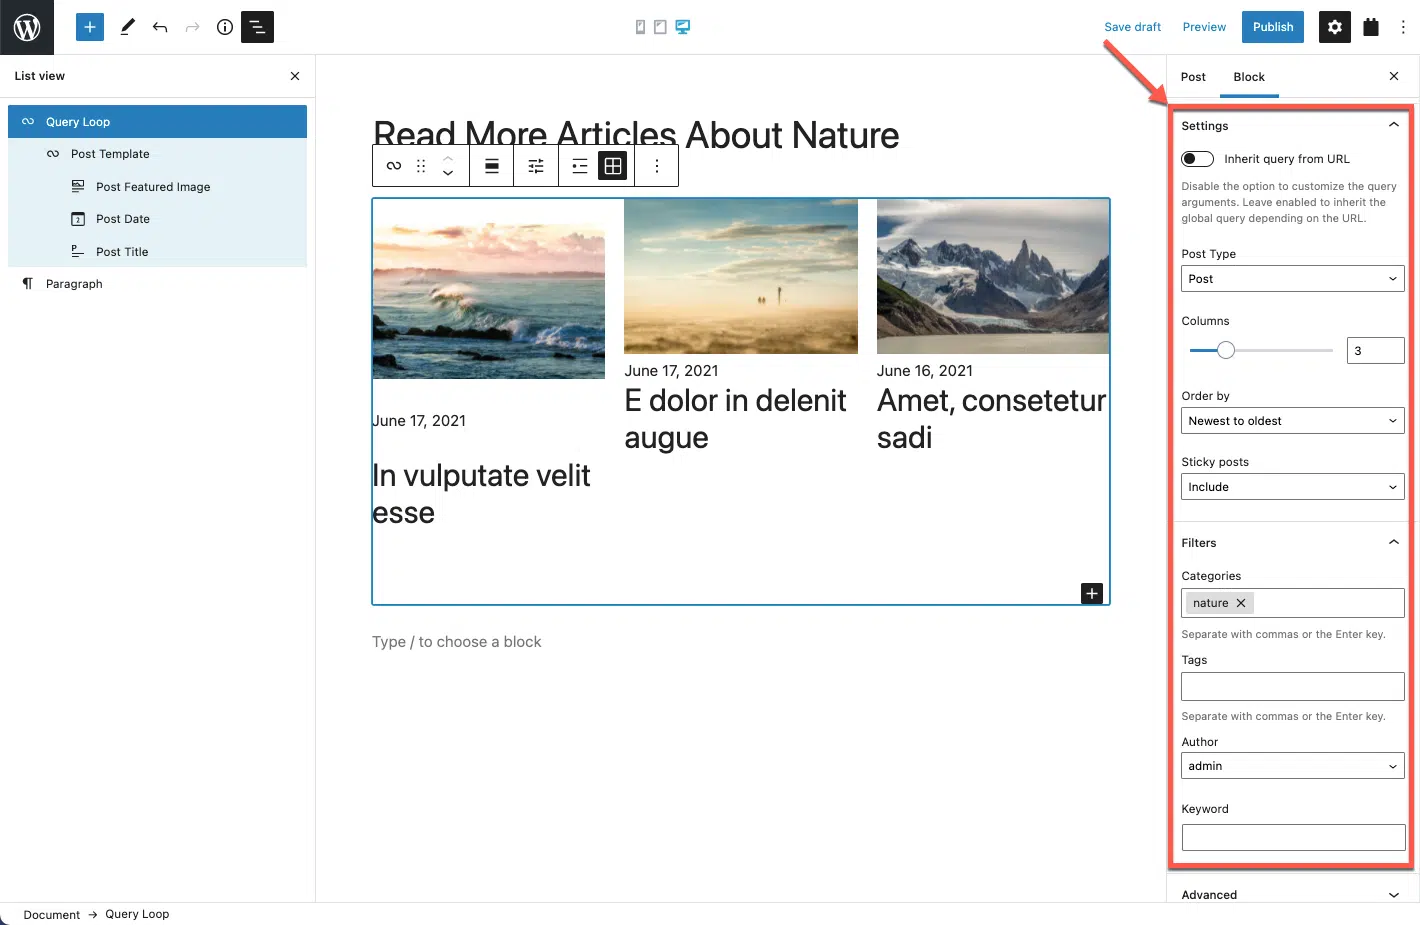 Save draft
Preview
Publish
List view
Query Loop
Post Template
Post Featured Image
Post Date
Post Title
Paragraph
Read More Articles About Nature
June 17, 2021
In vulputate velit
esse
June 17, 2021
E dolor in delenit
augue
June 16, 2021
Amet, consetetur
sadi
Type / to choose a block
Post
Block
Settings
Inherit query from URL
Disable the option to customize the query
arguments. Leave enabled to inherit the
global query depending on the URL.
Post Type
Post
Columns
3
Order by
Newest to oldest
Sticky posts
Include
Filters
Categories
nature
Separate with commas or the Enter key.
Tags
Separate with commas or the Enter key.
Author
admin
Keyword
Advanced
Document → Query Loop